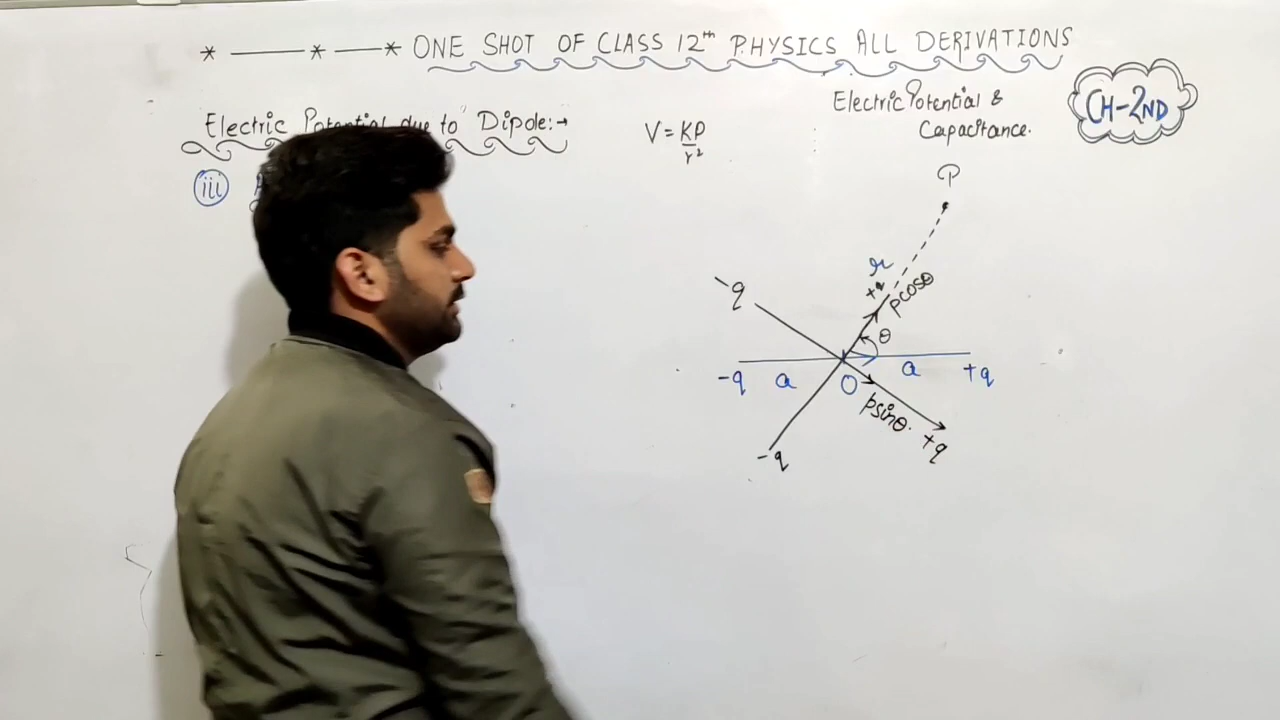 * —— * — * ONE SHOT OF CLASS 12th PHYSICS ALL DERIVATIONS
Electric Potential & Capacitance.
CH-2ND
Electric Potential due to Dipole:→
V = KP/r²
iii
P
r
+q
pcosθ
-q
θ
-q a O a +q
psinθ
+q
-q